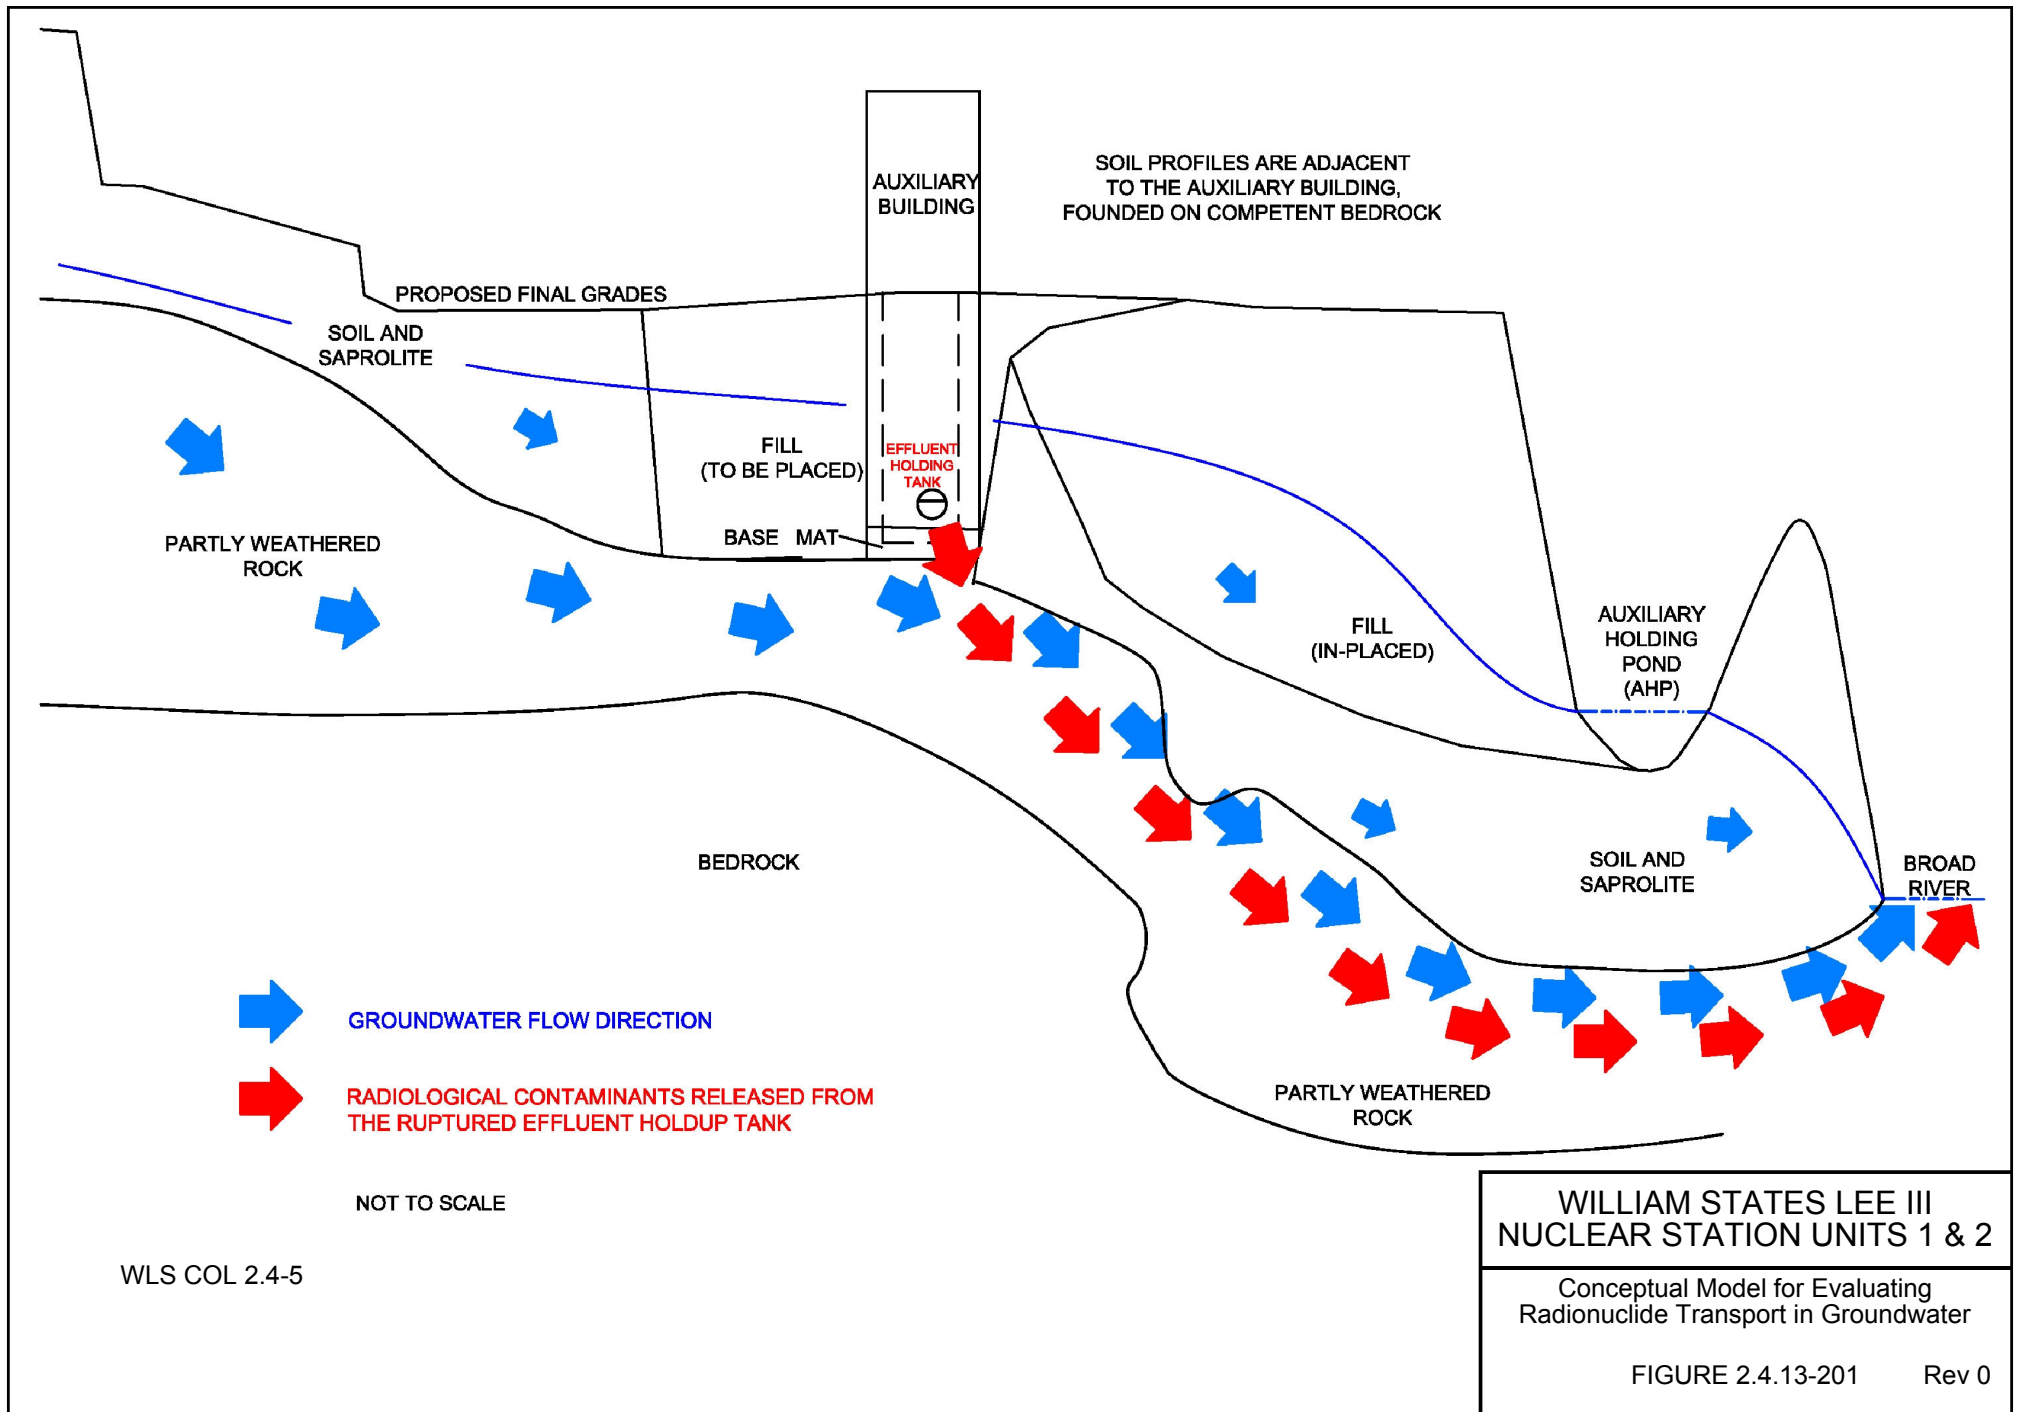 AUXILIARY
BUILDING
SOIL PROFILES ARE ADJACENT
TO THE AUXILIARY BUILDING,
FOUNDED ON COMPETENT BEDROCK
PROPOSED FINAL GRADES
SOIL AND
SAPROLITE
FILL
(TO BE PLACED)
EFFLUENT
HOLDING
TANK
BASE MAT
PARTLY WEATHERED
ROCK
FILL
(IN-PLACED)
AUXILIARY
HOLDING
POND
(AHP)
BEDROCK
SOIL AND
SAPROLITE
BROAD
RIVER
GROUNDWATER FLOW DIRECTION
RADIOLOGICAL CONTAMINANTS RELEASED FROM
THE RUPTURED EFFLUENT HOLDUP TANK
PARTLY WEATHERED
ROCK
NOT TO SCALE
WLS COL 2.4-5
WILLIAM STATES LEE III
NUCLEAR STATION UNITS 1 & 2
Conceptual Model for Evaluating
Radionuclide Transport in Groundwater
FIGURE 2.4.13-201 Rev 0